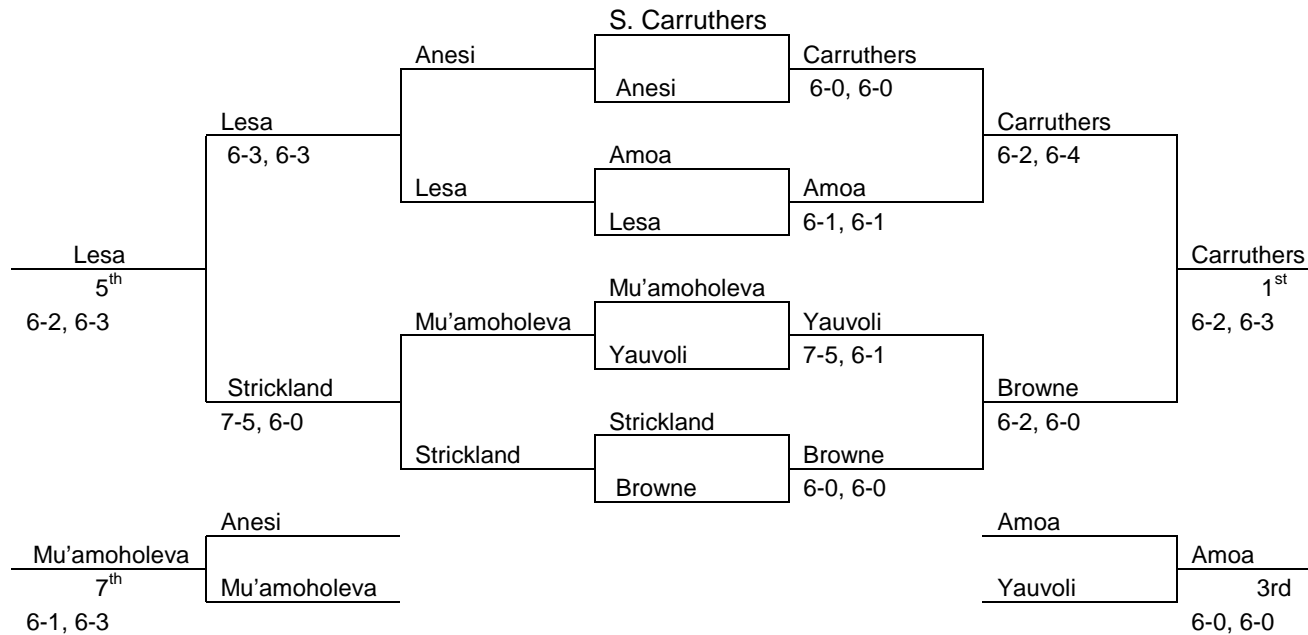 S. Carruthers
Anesi Carruthers
Anesi 6-0, 6-0
Lesa Carruthers
6-3, 6-3 Amoa 6-2, 6-4
Lesa Amoa
Lesa 6-1, 6-1
Lesa Carruthers
5th Mu’amoholeva 1st
6-2, 6-3 Mu’amoholeva Yauvoli 6-2, 6-3
Yauvoli 7-5, 6-1
Strickland Browne
7-5, 6-0 Strickland 6-2, 6-0
Strickland Browne
Browne 6-0, 6-0
Anesi Amoa
Mu’amoholeva Amoa
7th Mu’amoholeva Yauvoli 3rd
6-1, 6-3 6-0, 6-0